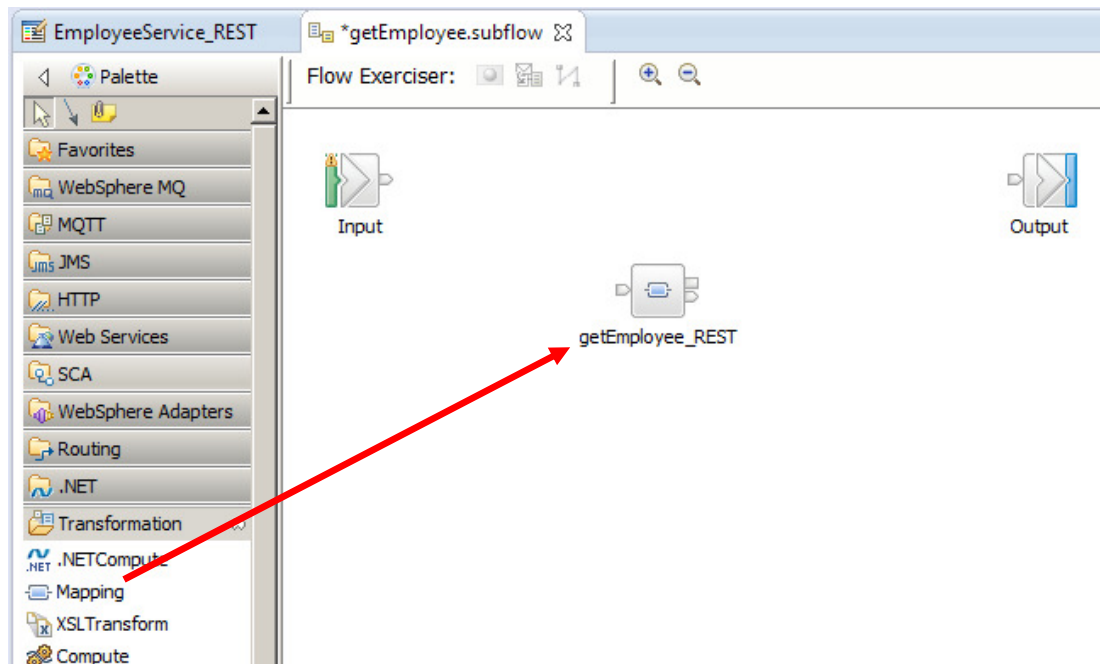 EmployeeService_REST
*getEmployee.subflow
Palette
Flow Exerciser:
Favorites
WebSphere MQ
MQTT
JMS
HTTP
Web Services
SCA
WebSphere Adapters
Routing
.NET
Transformation
.NETCompute
Mapping
XSLTransform
Compute
Input
Output
getEmployee_REST